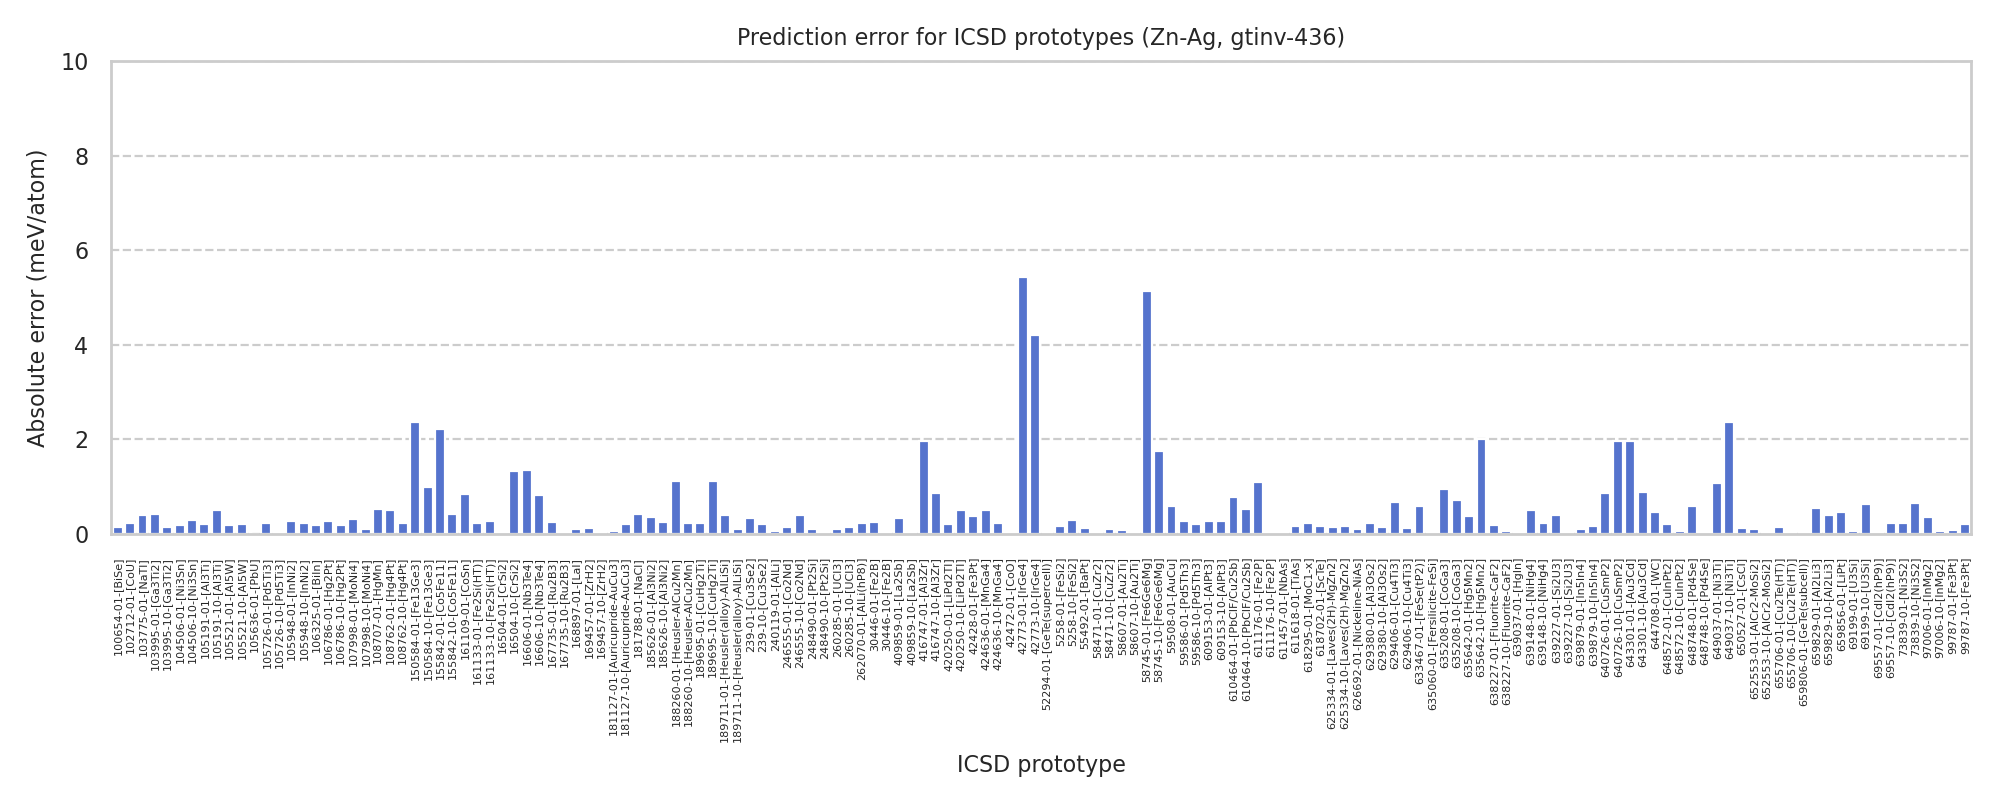 Prediction error for ICSD prototypes (Zn-Ag, gtinv-436)
10
8
6
4
2
0
Absolute error (meV/atom)
100654-01-[BiSe]
102712-01-[CoU]
103775-01-[NaTl]
103995-01-[Ga3Ti2]
103995-10-[Ga3Ti2]
104506-01-[Ni3Sn]
104506-10-[Ni3Sn]
105191-01-[Al3Ti]
105191-10-[Al3Ti]
105521-01-[Al5W]
105521-10-[Al5W]
105636-01-[PbU]
105726-01-[Pd5Ti3]
105726-10-[Pd5Ti3]
105948-01-[InNi2]
105948-10-[InNi2]
106325-01-[BiIn]
106786-01-[Hg2Pt]
106786-10-[Hg2Pt]
107998-01-[MoNi4]
107998-10-[MoNi4]
108707-01-[HgMn]
108762-01-[Hg4Pt]
108762-10-[Hg4Pt]
150584-01-[Fe13Ge3]
150584-10-[Fe13Ge3]
155842-01-[Co5Fe11]
155842-10-[Co5Fe11]
161109-01-[CoSn]
161133-01-[Fe2Si(HT)]
161133-10-[Fe2Si(HT)]
16504-01-[CrSi2]
16504-10-[CrSi2]
16606-01-[Nb3Te4]
16606-10-[Nb3Te4]
167735-01-[Ru2B3]
167735-10-[Ru2B3]
168897-01-[LaI]
169457-01-[ZrH2]
169457-10-[ZrH2]
181127-01-[Auricupride-AuCu3]
181127-10-[Auricupride-AuCu3]
181788-01-[NaCl]
185626-01-[Al3Ni2]
185626-10-[Al3Ni2]
188260-01-[Heusler-AlCu2Mn]
188260-10-[Heusler-AlCu2Mn]
189695-01-[CuHg2Ti]
189695-10-[CuHg2Ti]
189711-01-[Heusler(alloy)-AlLiSi]
189711-10-[Heusler(alloy)-AlLiSi]
239-01-[Cu3Se2]
239-10-[Cu3Se2]
240119-01-[AlLi]
246555-01-[Co2Nd]
246555-10-[Co2Nd]
248490-01-[Pt2Si]
248490-10-[Pt2Si]
260285-01-[UCl3]
260285-10-[UCl3]
262070-01-[AlLi(hP8)]
30446-01-[Fe2B]
30446-10-[Fe2B]
409859-01-[La2Sb]
409859-10-[La2Sb]
416747-01-[Al3Zr]
416747-10-[Al3Zr]
420250-01-[LiPd2Tl]
420250-10-[LiPd2Tl]
42428-01-[Fe3Pt]
424636-01-[MnGa4]
424636-10-[MnGa4]
42472-01-[CoO]
42773-01-[IrGe4]
42773-10-[IrGe4]
52294-01-[GeTe(supercell)]
5258-01-[FeSi2]
5258-10-[FeSi2]
55492-01-[BaPt]
58471-01-[CuZr2]
58471-10-[CuZr2]
58607-01-[Au2Ti]
58607-10-[Au2Ti]
58745-01-[Fe6Ge6Mg]
58745-10-[Fe6Ge6Mg]
59508-01-[AuCu]
59586-01-[Pd5Th3]
59586-10-[Pd5Th3]
609153-01-[AlPt3]
609153-10-[AlPt3]
610464-01-[PbClF/Cu2Sb]
610464-10-[PbClF/Cu2Sb]
611176-01-[Fe2P]
611176-10-[Fe2P]
611457-01-[NbAs]
611618-01-[TiAs]
618295-01-[MoC1-x]
618702-01-[ScTe]
625334-01-[Laves(2H)-MgZn2]
625334-10-[Laves(2H)-MgZn2]
626692-01-[Nickeline-NiAs]
629380-01-[Al3Os2]
629380-10-[Al3Os2]
629406-01-[Cu4Ti3]
629406-10-[Cu4Ti3]
633467-01-[FeSe(tP2)]
635060-01-[Fersilicite-FeSi]
635208-01-[CoGa3]
635208-10-[CoGa3]
635642-01-[Hg5Mn2]
635642-10-[Hg5Mn2]
638227-01-[Fluorite-CaF2]
638227-10-[Fluorite-CaF2]
639037-01-[HgIn]
639148-01-[NiHg4]
639148-10-[NiHg4]
639227-01-[Si2U3]
639227-10-[Si2U3]
639879-01-[In5In4]
639879-10-[In5In4]
640726-01-[CuSmP2]
640726-10-[CuSmP2]
643301-01-[Au3Cd]
643301-10-[Au3Cd]
644708-01-[WC]
648572-01-[CuInPt2]
648572-10-[CuInPt2]
648748-01-[Pd4Se]
648748-10-[Pd4Se]
649037-01-[Ni3Ti]
649037-10-[Ni3Ti]
650527-01-[CsCl]
652553-01-[AlCr2-MoSi2]
652553-10-[AlCr2-MoSi2]
655706-01-[Cu2Te(HT)]
655706-10-[Cu2Te(HT)]
659806-01-[GeTe(subcell)]
659829-01-[Al2Li3]
659829-10-[Al2Li3]
659856-01-[LiPt]
69199-01-[U3Si]
69199-10-[U3Si]
69557-01-[CdI2(hP9)]
69557-10-[CdI2(hP9)]
73839-01-[Ni3S2]
73839-10-[Ni3S2]
97006-01-[InMg2]
97006-10-[InMg2]
99787-01-[Fe3Pt]
99787-10-[Fe3Pt]
ICSD prototype